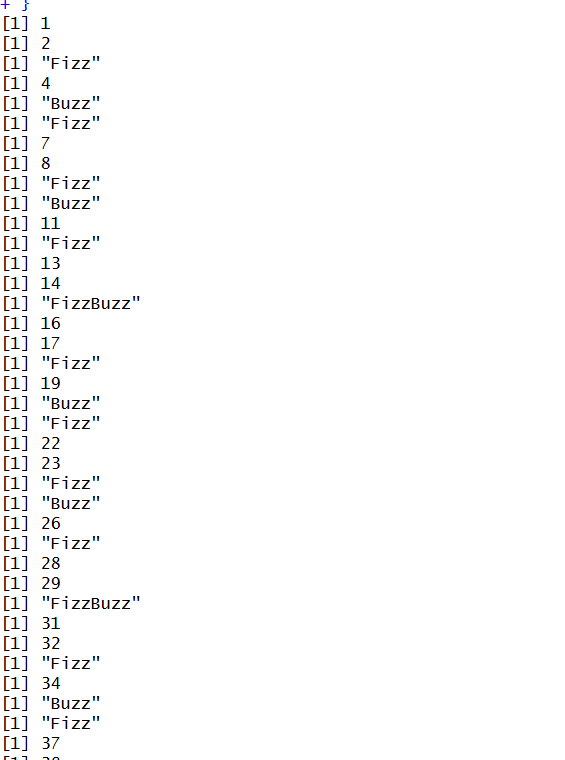 + }
[1] 1
[1] 2
[1] "Fizz"
[1] 4
[1] "Buzz"
[1] "Fizz"
[1] 7
[1] 8
[1] "Fizz"
[1] "Buzz"
[1] 11
[1] "Fizz"
[1] 13
[1] 14
[1] "FizzBuzz"
[1] 16
[1] 17
[1] "Fizz"
[1] 19
[1] "Buzz"
[1] "Fizz"
[1] 22
[1] 23
[1] "Fizz"
[1] "Buzz"
[1] 26
[1] "Fizz"
[1] 28
[1] 29
[1] "FizzBuzz"
[1] 31
[1] 32
[1] "Fizz"
[1] 34
[1] "Buzz"
[1] "Fizz"
[1] 37